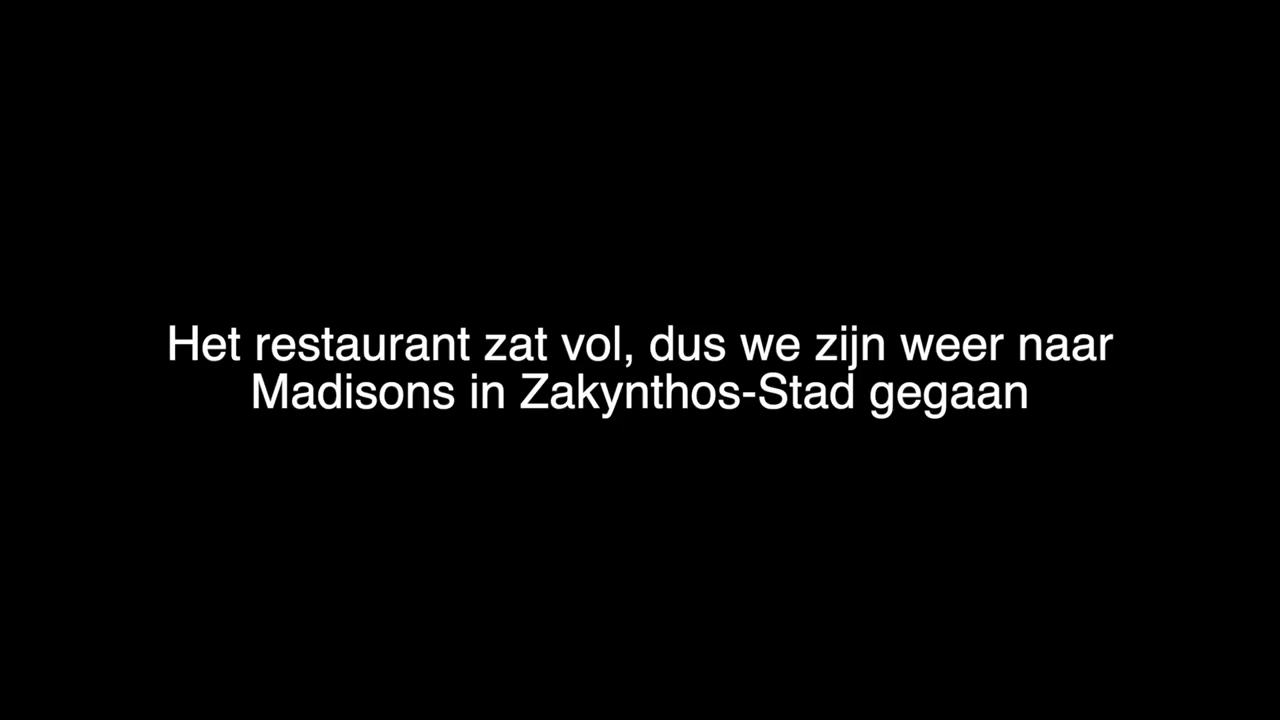 Het restaurant zat vol, dus we zijn weer naar
Madisons in Zakynthos-Stad gegaan